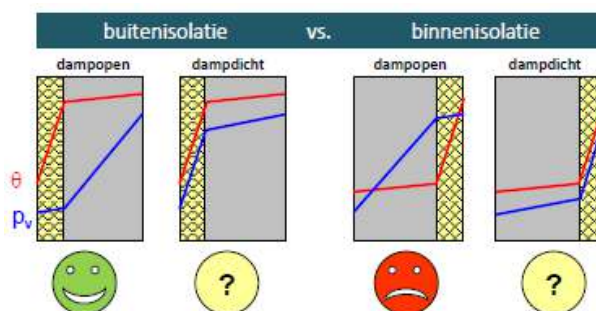 buitenisolatie vs. binnenisolatie
dampopen dampdicht dampopen dampdicht
θ
pv
? ?